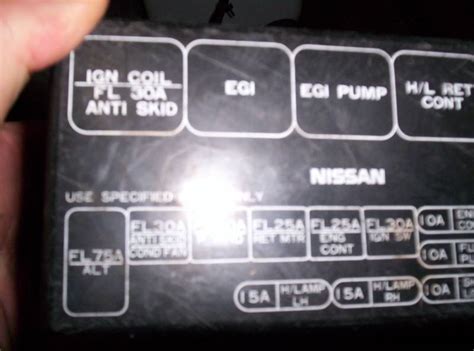 IGN COIL
FL 30A
ANTI SKID
EGI
EGI PUMP
H/L RET
CONT
NISSAN
USE SPECIFIED ONLY
FL75A
ALT
FL30A
ANTI SKID
COND FAN
FL25A
RET MTR
FL25A
ENG
CONT
FL30A
IGN SW
10A
10A
15A H/LAMP
LH
15A H/LAMP
RH
10A